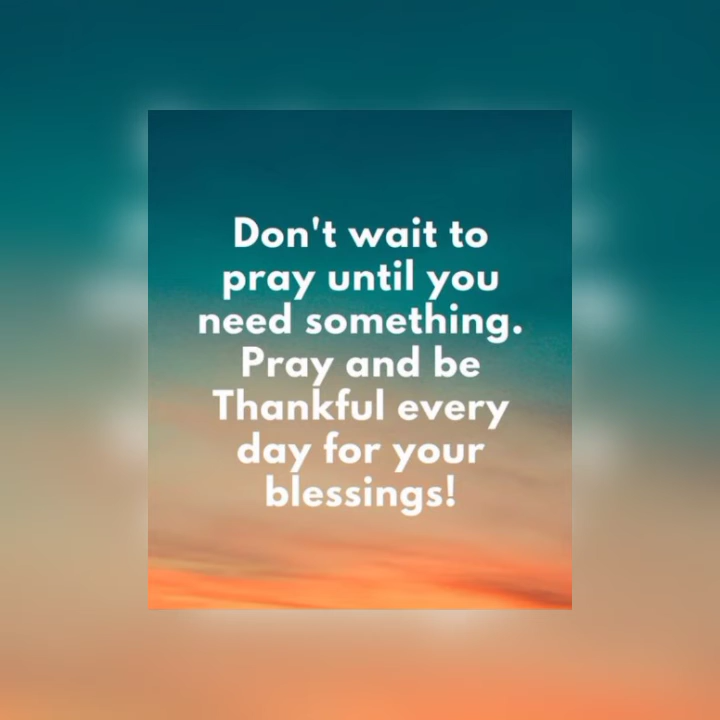 Don't wait to
pray until you
need something.
Pray and be
Thankful every
day for your
blessings!